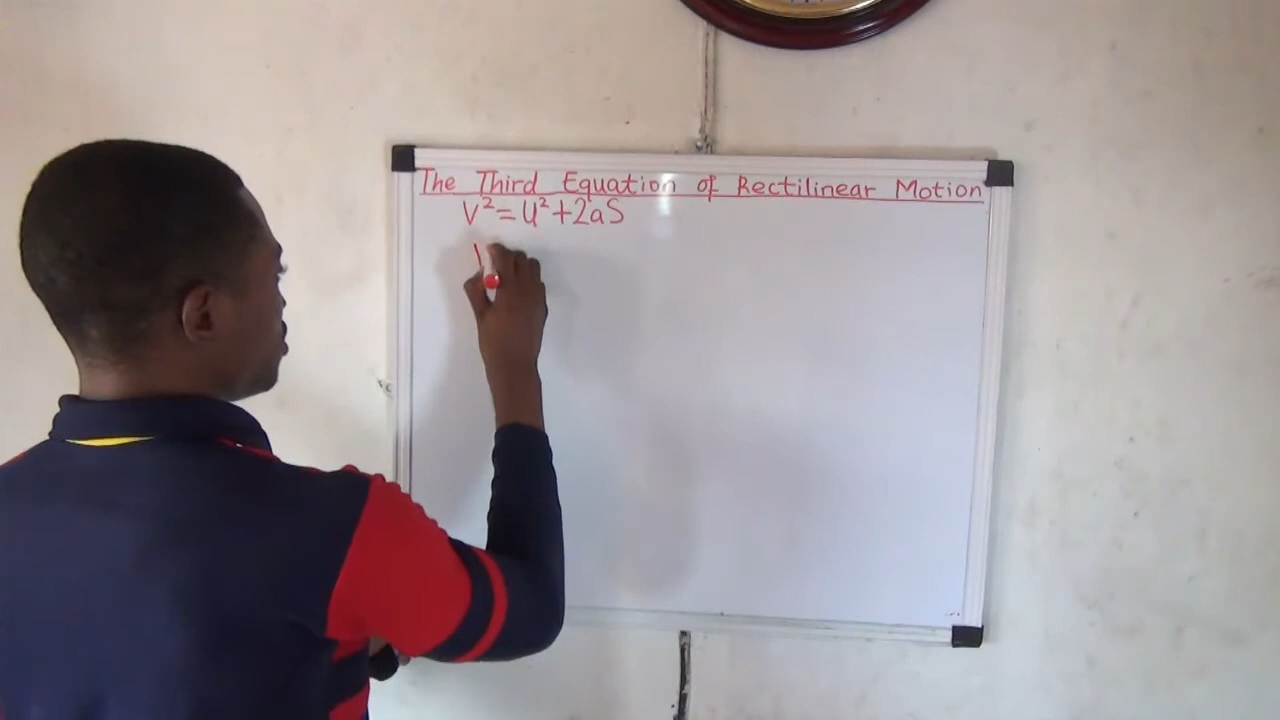 The Third Equation of Rectilinear Motion
V² = U² + 2aS